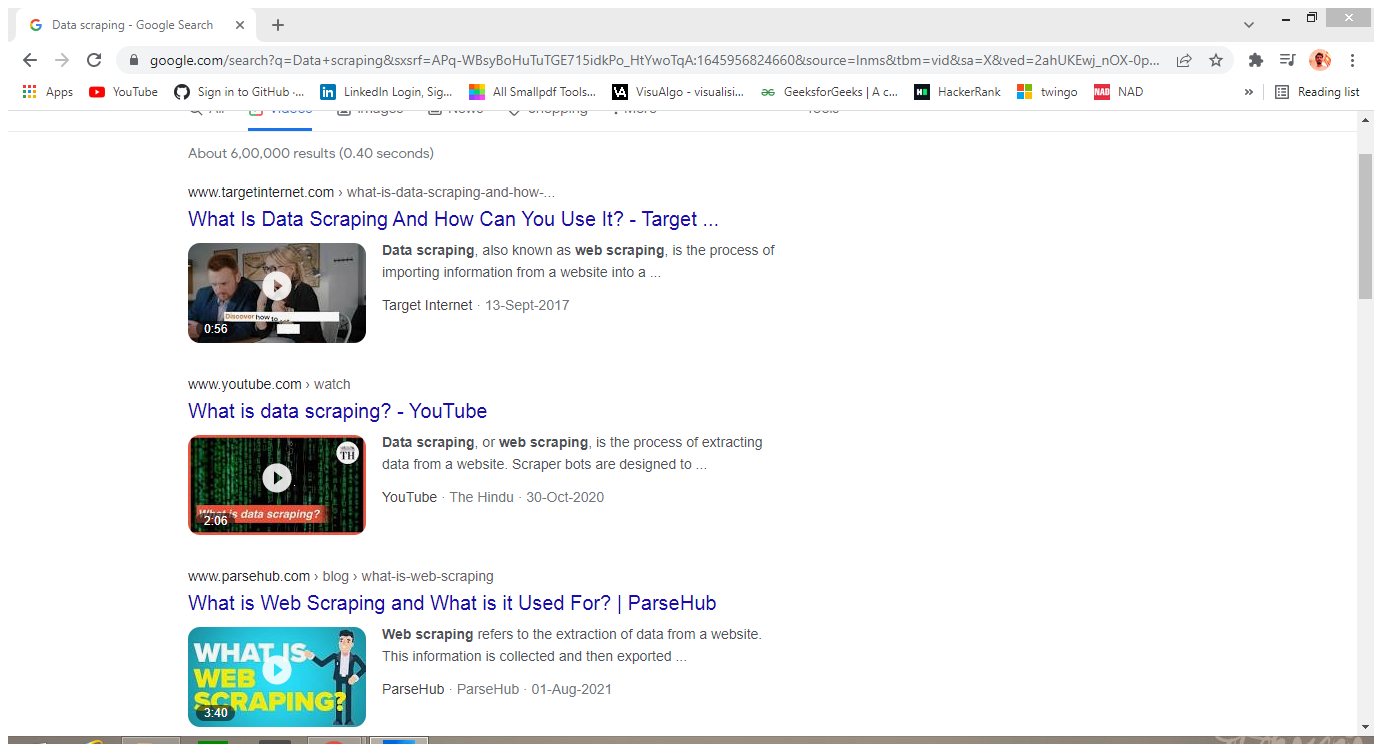 Data scraping - Google Search
google.com/search?q=Data+scraping&sxsrf=APq-WBsyBoHuTuTGE715idkPo_HtYwoTqA:1645956824660&source=lnms&tbm=vid&sa=X&ved=2ahUKEwj_nOX-0p...
Apps YouTube Sign in to GitHub ·... LinkedIn Login, Sig... All Smallpdf Tools... VA VisuAlgo - visualisi... GeeksforGeeks | A c... HackerRank twingo NAD NAD » Reading list
All Videos Images News Shopping More Tools
About 6,00,000 results (0.40 seconds)
www.targetinternet.com › what-is-data-scraping-and-how-...
What Is Data Scraping And How Can You Use It? - Target ...
Data scraping, also known as web scraping, is the process of
importing information from a website into a ...
Target Internet · 13-Sept-2017
Discover how to
0:56
www.youtube.com › watch
What is data scraping? - YouTube
Data scraping, or web scraping, is the process of extracting
data from a website. Scraper bots are designed to ...
YouTube · The Hindu · 30-Oct-2020
TH
What is data scraping?
2:06
www.parsehub.com › blog › what-is-web-scraping
What is Web Scraping and What is it Used For? | ParseHub
Web scraping refers to the extraction of data from a website.
This information is collected and then exported ...
ParseHub · ParseHub · 01-Aug-2021
WHAT IS
WEB
SCRAPING?
3:40